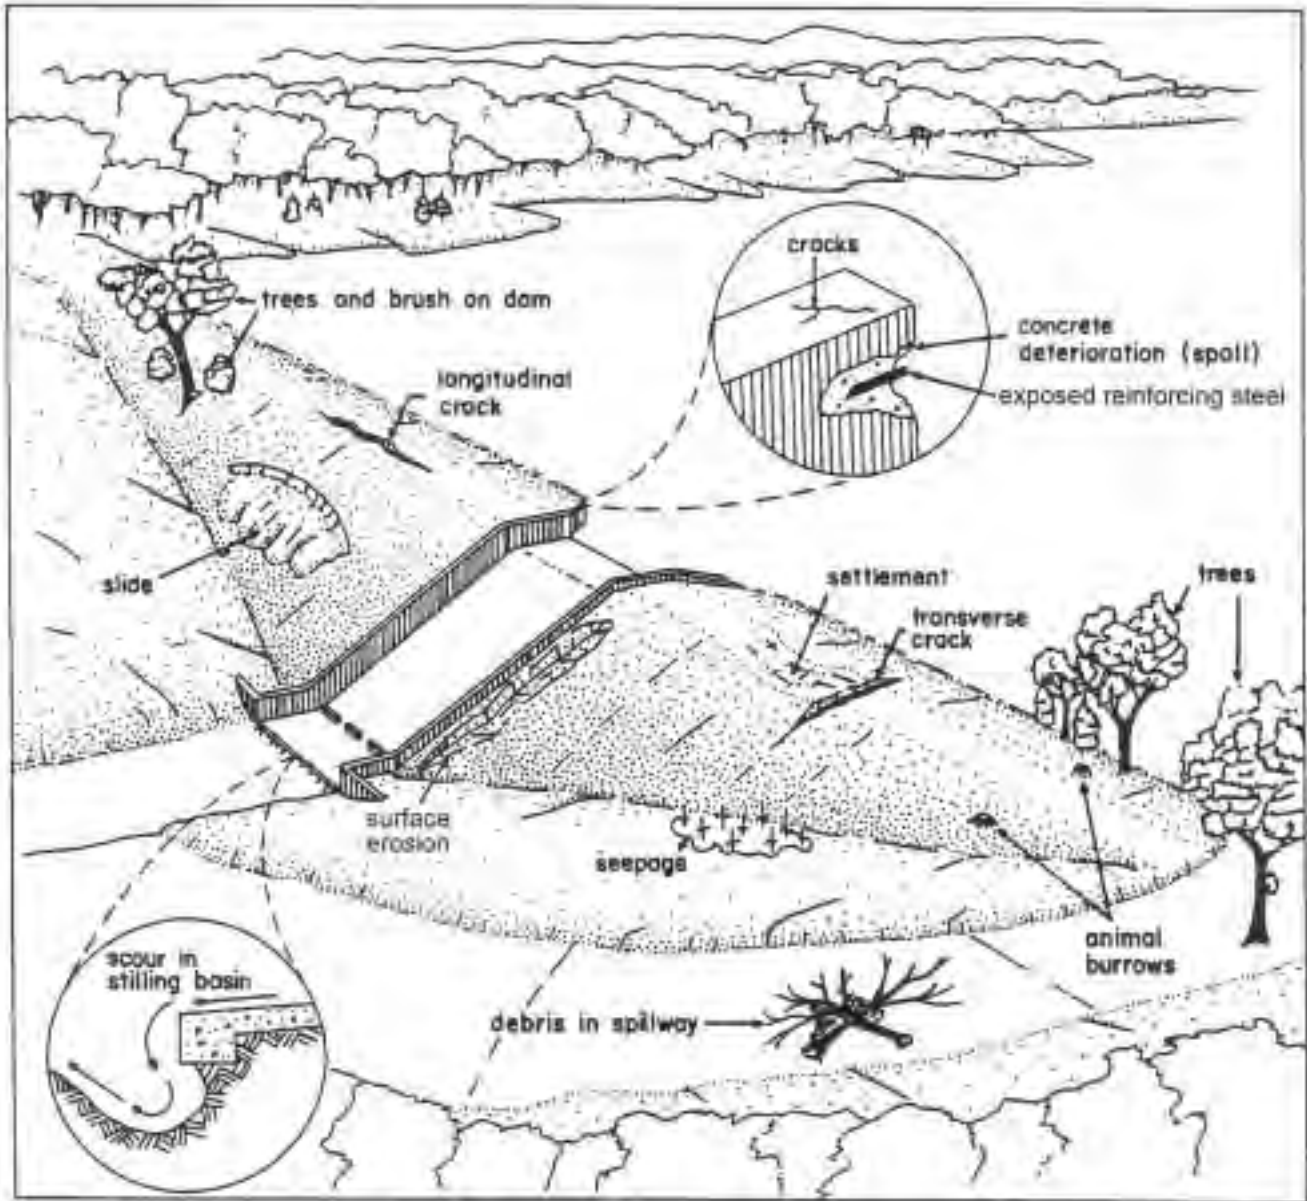 cracks
trees and brush on dam
concrete
deterioration (spall)
exposed reinforcing steel
longitudinal
crack
slide
settlement
trees
transverse
crack
surface
erosion
seepage
animal
burrows
scour in
stilling basin
debris in spillway